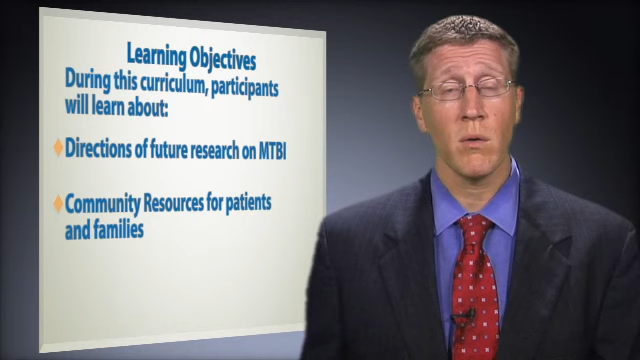 Learning Objectives
During this curriculum, participants
will learn about:
Directions of future research on MTBI
Community Resources for patients
and families